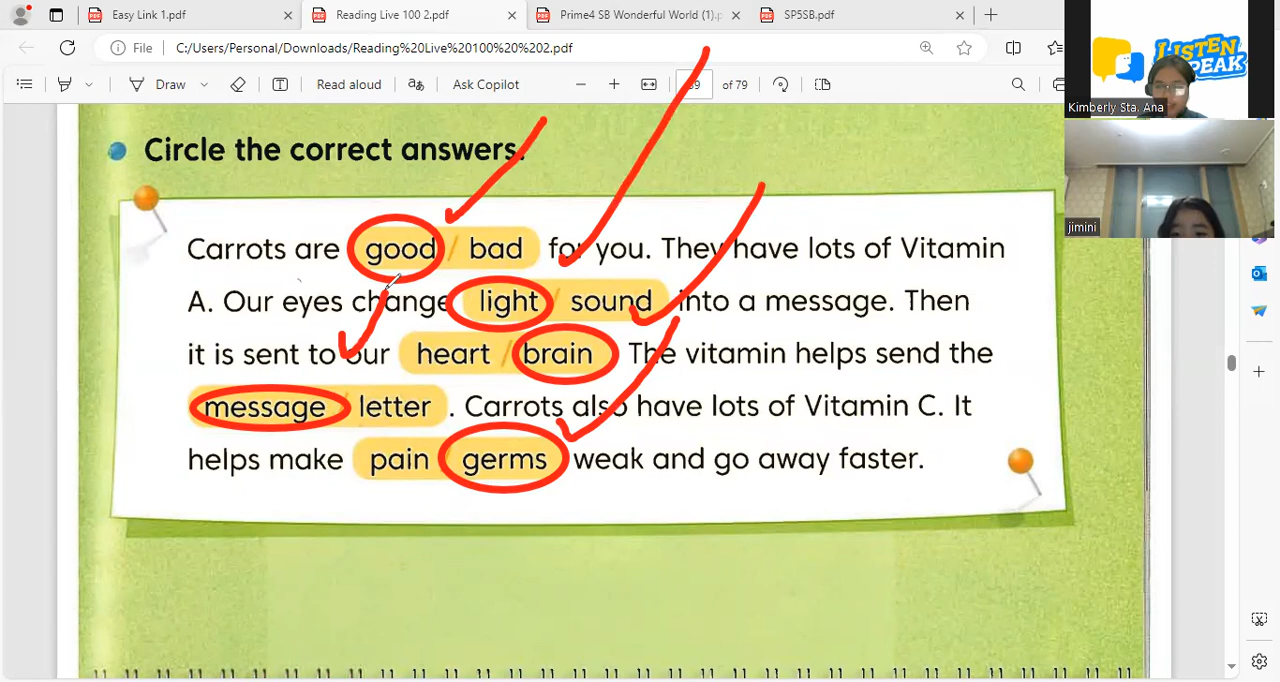 Easy Link 1.pdf
Reading Live 100 2.pdf
Prime4 SB Wonderful World (1).p
SP5SB.pdf
File
C:/Users/Personal/Downloads/Reading%20Live%20100%20%202.pdf
Draw
Read aloud
Ask Copilot
of 79
LISTEN
SPEAK
Kimberly Sta. Ana
jimini
Circle the correct answers.
Carrots are good / bad for you. They have lots of Vitamin
A. Our eyes change light / sound into a message. Then
it is sent to our heart / brain The vitamin helps send the
message / letter . Carrots also have lots of Vitamin C. It
helps make pain germs weak and go away faster.